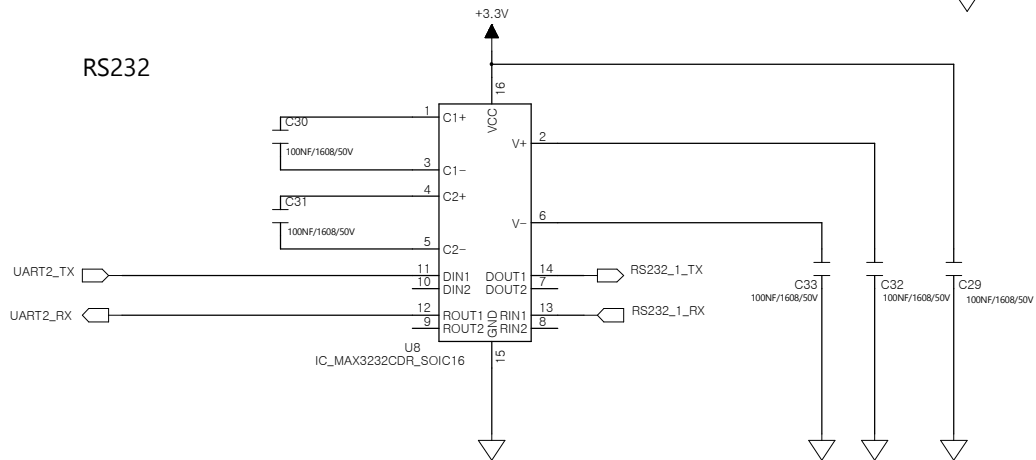 +3.3V
RS232
16
VCC
1
C1+
C30
100NF/1608/50V
V+
2
3
C1-
4
C2+
C31
100NF/1608/50V
V-
6
5
C2-
UART2_TX
11
DIN1
DOUT1
14
RS232_1_TX
10
DIN2
DOUT2
7
C33
100NF/1608/50V
C32
100NF/1608/50V
C29
100NF/1608/50V
UART2_RX
12
ROUT1
RIN1
13
RS232_1_RX
9
ROUT2
RIN2
8
GND
15
U8
IC_MAX3232CDR_SOIC16